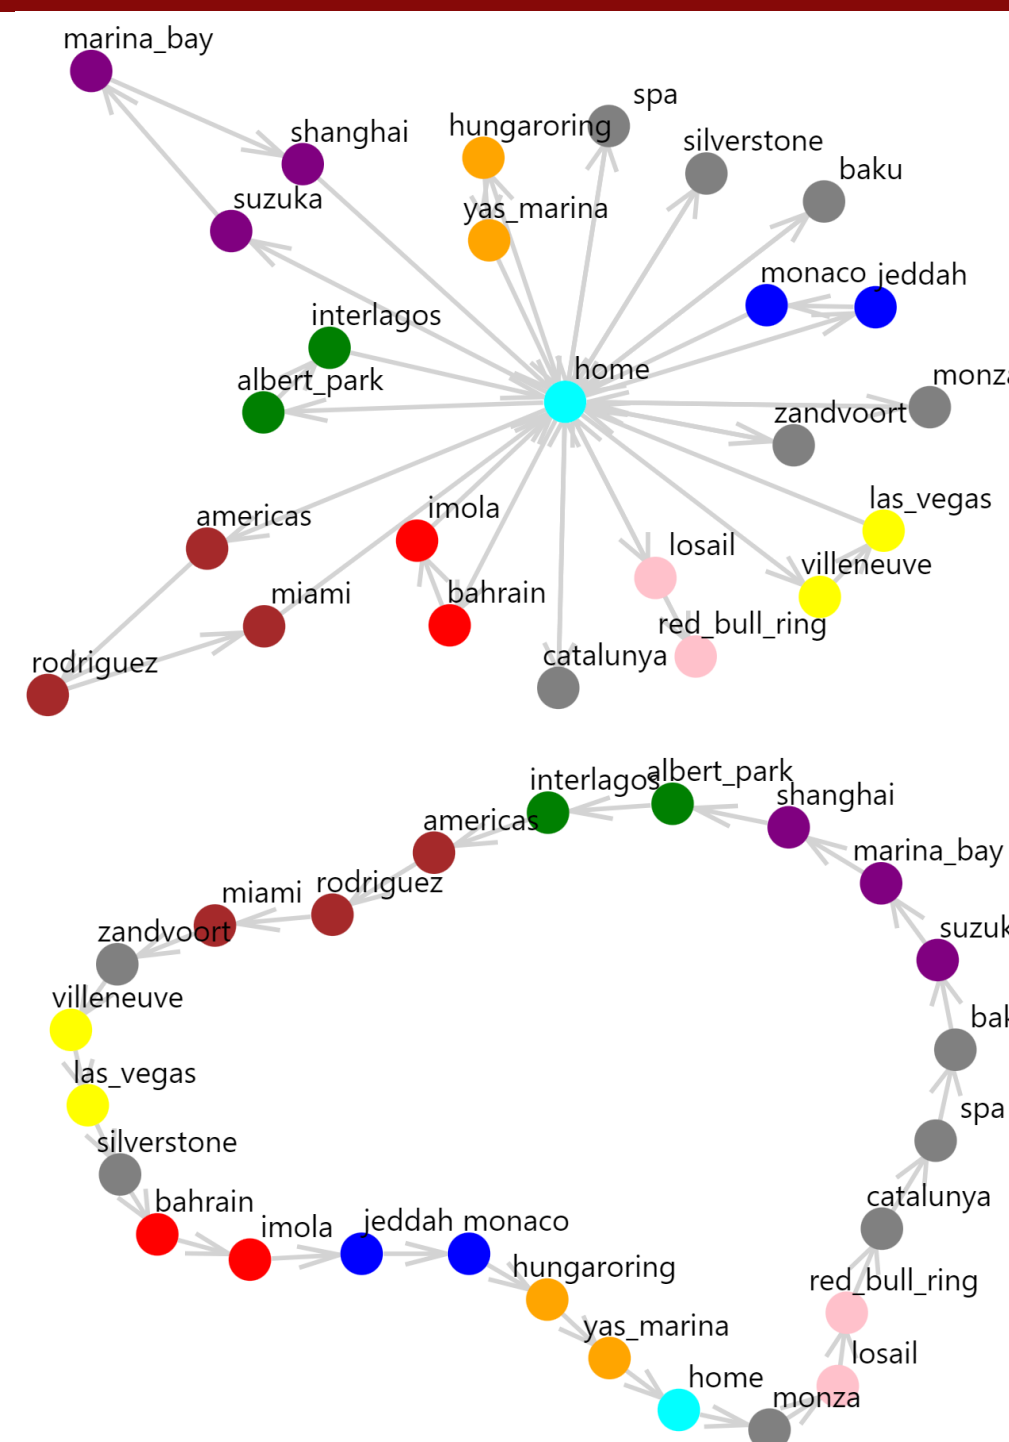 marina_bay
spa
hungaroring
shanghai
silverstone
baku
suzuka
yas_marina
monaco
jeddah
interlagos
home
albert_park
monza
zandvoort
las_vegas
imola
americas
losail
villeneuve
miami
bahrain
red_bull_ring
catalunya
rodriguez
albert_park
interlagos
shanghai
americas
marina_bay
rodriguez
miami
zandvoort
suzuk
villeneuve
bak
las_vegas
spa
silverstone
catalunya
bahrain
imola
jeddah
monaco
hungaroring
red_bull_ring
yas_marina
losail
home
monza